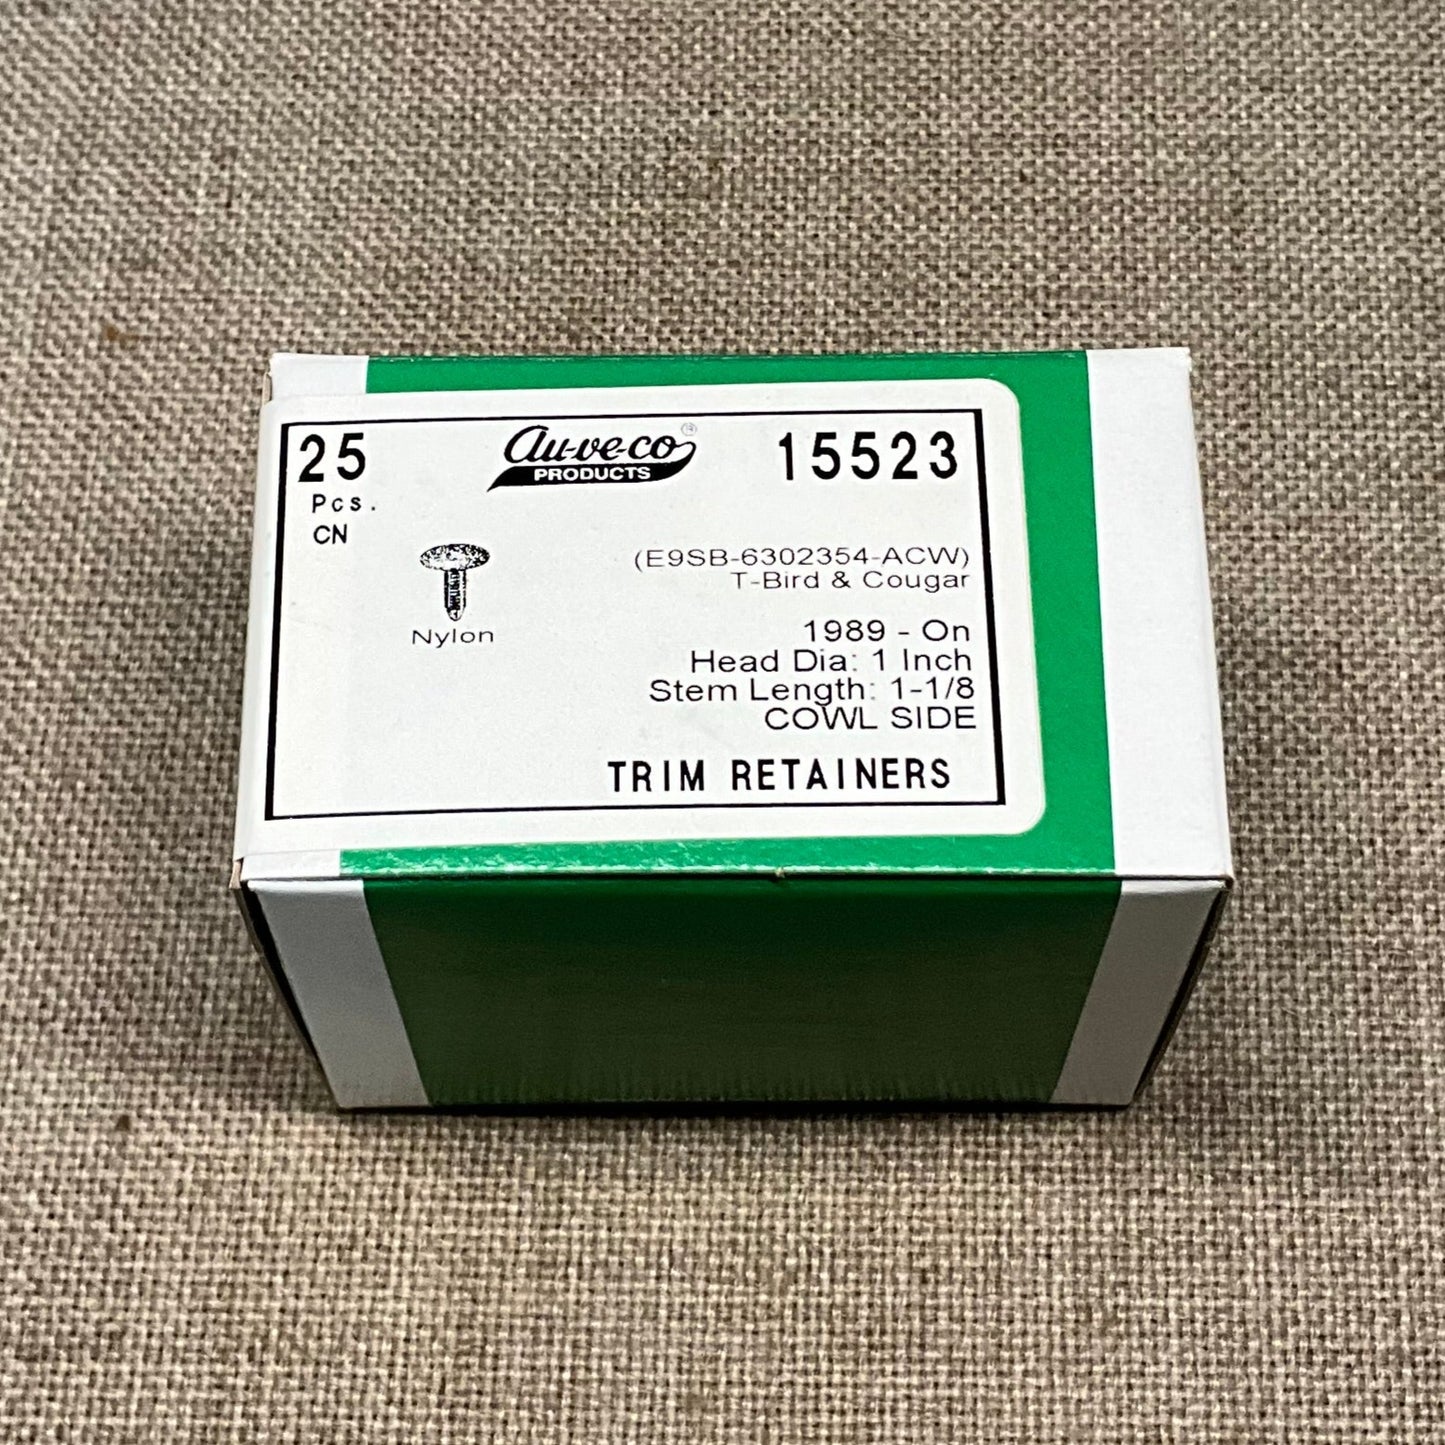 25
Pcs.
CN
au-ve-co®
PRODUCTS
15523
Nylon
(E9SB-6302354-ACW)
T-Bird & Cougar
1989 - On
Head Dia: 1 Inch
Stem Length: 1-1/8
COWL SIDE
TRIM RETAINERS